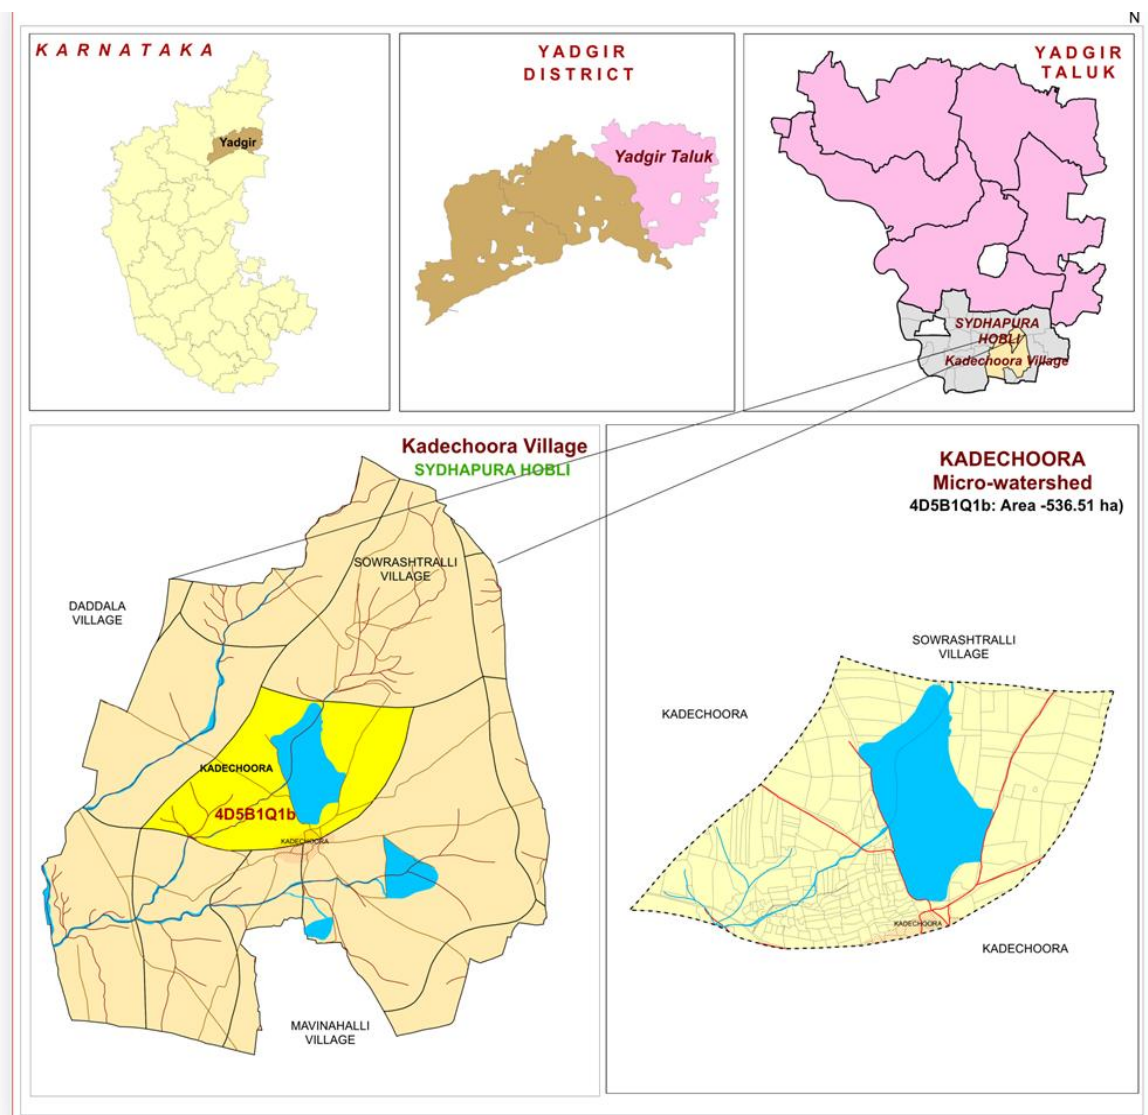 N
KARNATAKA
Yadgir
YADGIR
DISTRICT
Yadgir Taluk
YADGIR
TALUK
SYDHAPURA
HOBLI
Kadechoora Village
Kadechoora Village
SYDHAPURA HOBLI
SOWRASHTRALLI
VILLAGE
DADDALA
VILLAGE
KADECHOORA
4D5B1Q1b
KADECHOORA
MAVINAHALLI
VILLAGE
KADECHOORA
Micro-watershed
4D5B1Q1b: Area -536.51 ha)
SOWRASHTRALLI
VILLAGE
KADECHOORA
KADECHOORA
KADECHOORA